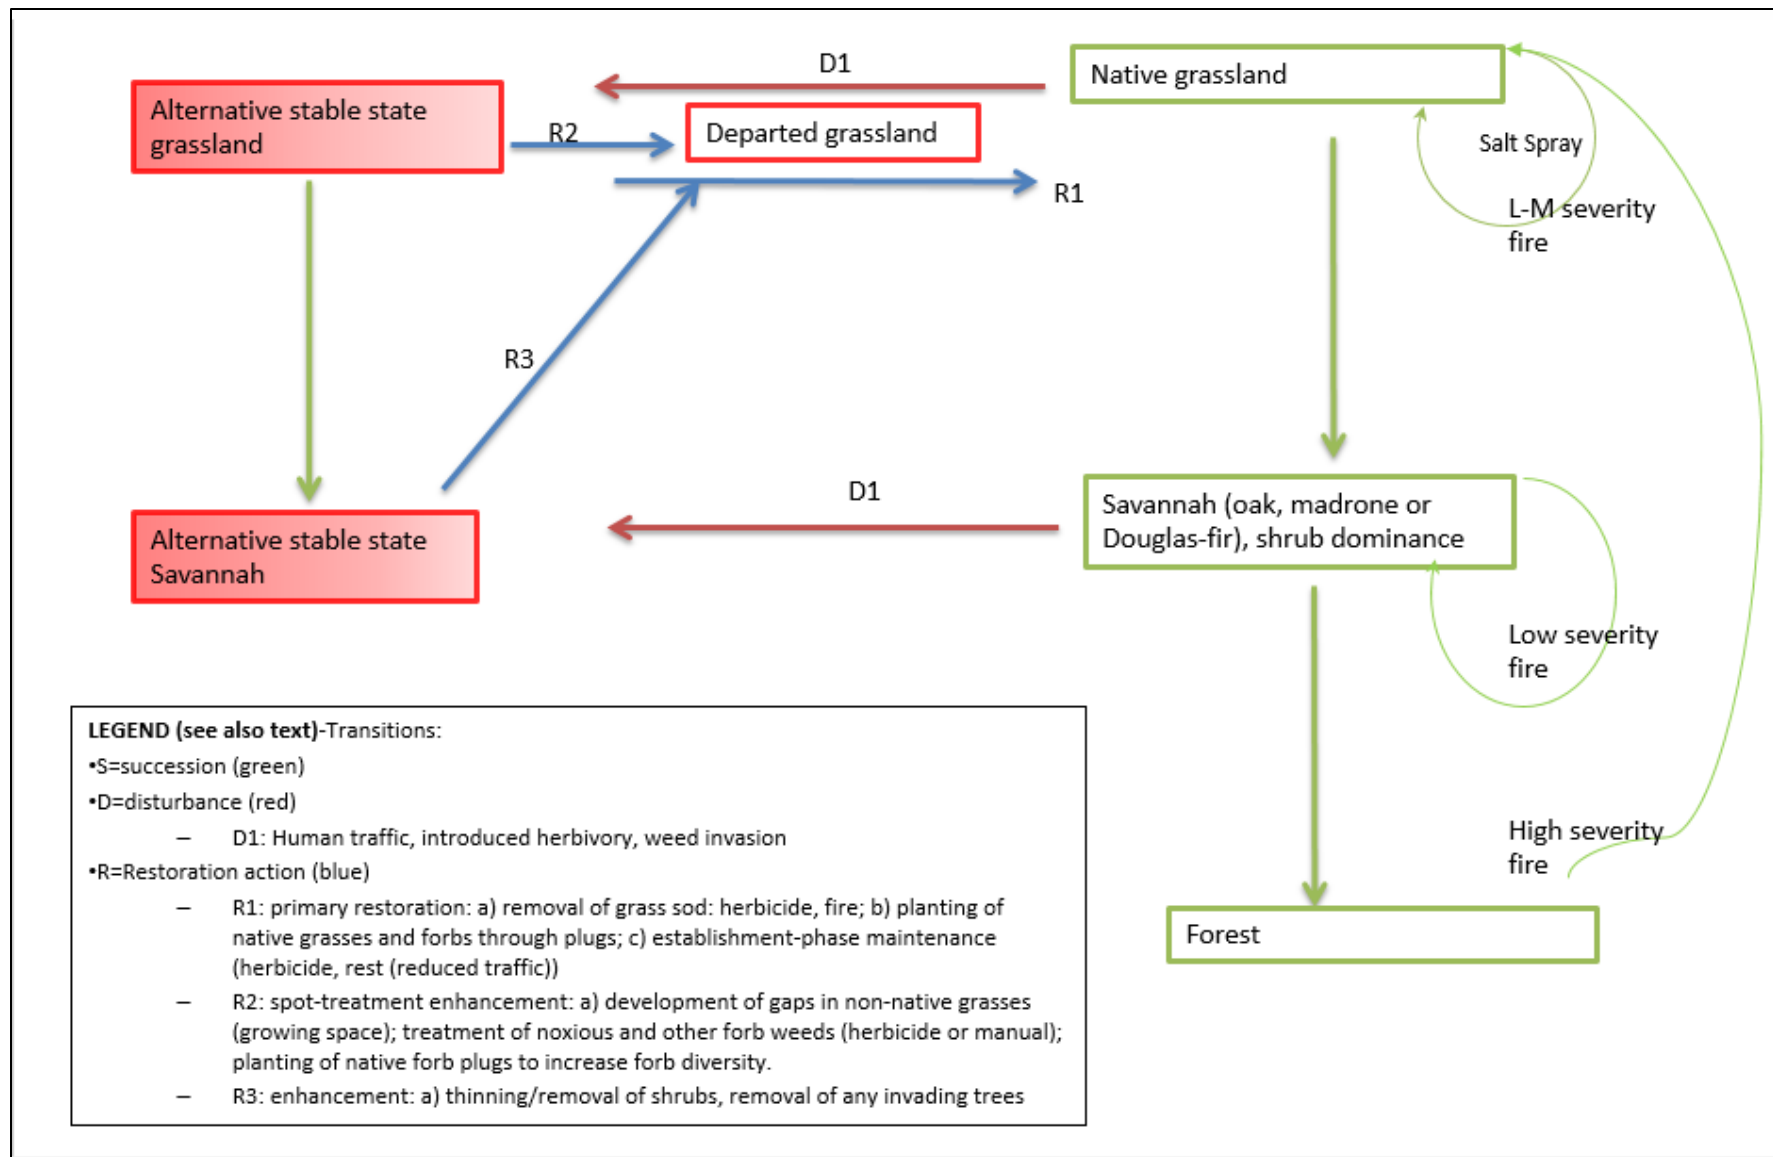 D1
Native grassland
Alternative stable state
grassland
R2
Departed grassland
Salt Spray
R1
L-M severity
fire
R3
D1
Savannah (oak, madrone or
Douglas-fir), shrub dominance
Alternative stable state
Savannah
Low severity
fire
LEGEND (see also text)-Transitions:
•S=succession (green)
•D=disturbance (red)
– D1: Human traffic, introduced herbivory, weed invasion
•R=Restoration action (blue)
– R1: primary restoration: a) removal of grass sod: herbicide, fire; b) planting of
native grasses and forbs through plugs; c) establishment-phase maintenance
(herbicide, rest (reduced traffic))
– R2: spot-treatment enhancement: a) development of gaps in non-native grasses
(growing space); treatment of noxious and other forb weeds (herbicide or manual);
planting of native forb plugs to increase forb diversity.
– R3: enhancement: a) thinning/removal of shrubs, removal of any invading trees
High severity
fire
Forest